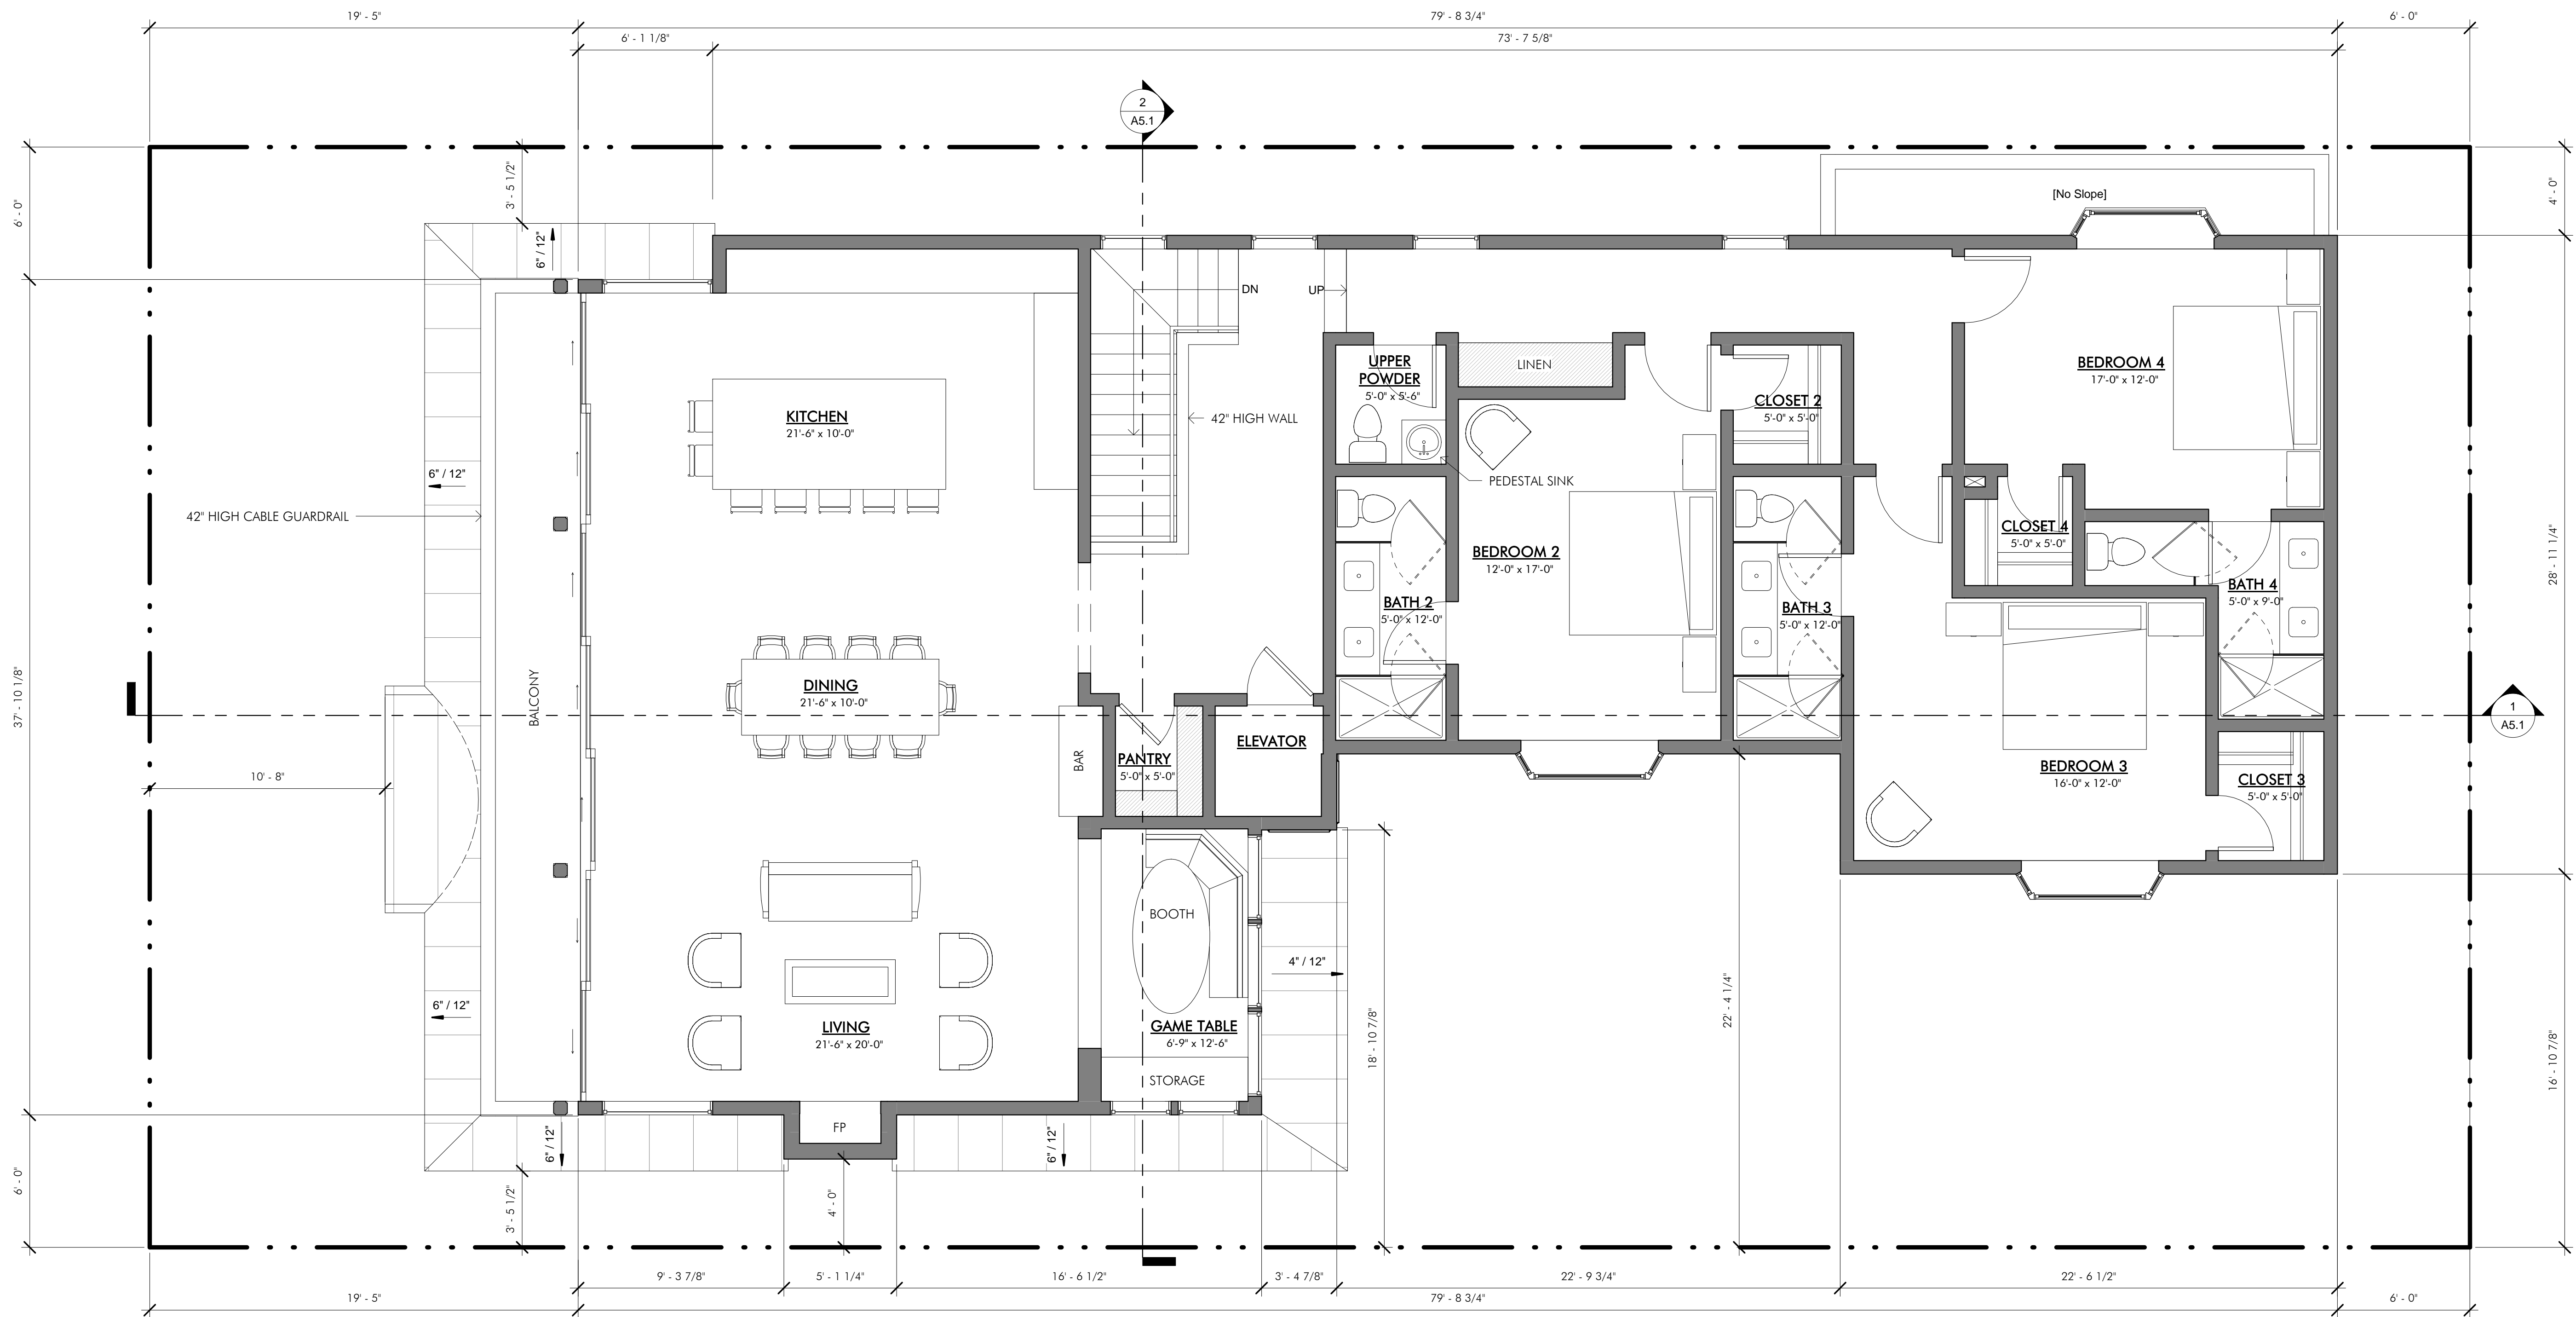 19' - 5"
79' - 8 3/4"
6' - 0"
6' - 1 1/8"
73' - 7 5/8"
2
A5.1
6' - 0"
3' - 5 1/2"
4' - 0"
[No Slope]
6" / 12"
DN
UP
UPPER
POWDER
5'-0" x 5'-6"
LINEN
CLOSET 2
5'-0" x 5'-0"
BEDROOM 4
17'-0" x 12'-0"
KITCHEN
21'-6" x 10'-0"
42" HIGH WALL
6" / 12"
PEDESTAL SINK
42" HIGH CABLE GUARDRAIL
CLOSET 4
5'-0" x 5'-0"
BEDROOM 2
12'-0" x 17'-0"
28' - 11 1/4"
BATH 4
5'-0" x 9'-0"
BATH 2
5'-0" x 12'-0"
BATH 3
5'-0" x 12'-0"
37' - 10 1/8"
BALCONY
DINING
21'-6" x 10'-0"
1
A5.1
ELEVATOR
BAR
PANTRY
5'-0" x 5'-0"
10' - 8"
BEDROOM 3
16'-0" x 12'-0"
CLOSET 3
5'-0" x 5'-0"
BOOTH
4" / 12"
6" / 12"
22' - 4 1/4"
18' - 10 7/8"
16' - 10 7/8"
LIVING
21'-6" x 20'-0"
GAME TABLE
6'-9" x 12'-6"
STORAGE
FP
6" / 12"
6" / 12"
6' - 0"
3' - 5 1/2"
4' - 0"
9' - 3 7/8"
5' - 1 1/4"
16' - 6 1/2"
3' - 4 7/8"
22' - 9 3/4"
22' - 6 1/2"
19' - 5"
79' - 8 3/4"
6' - 0"